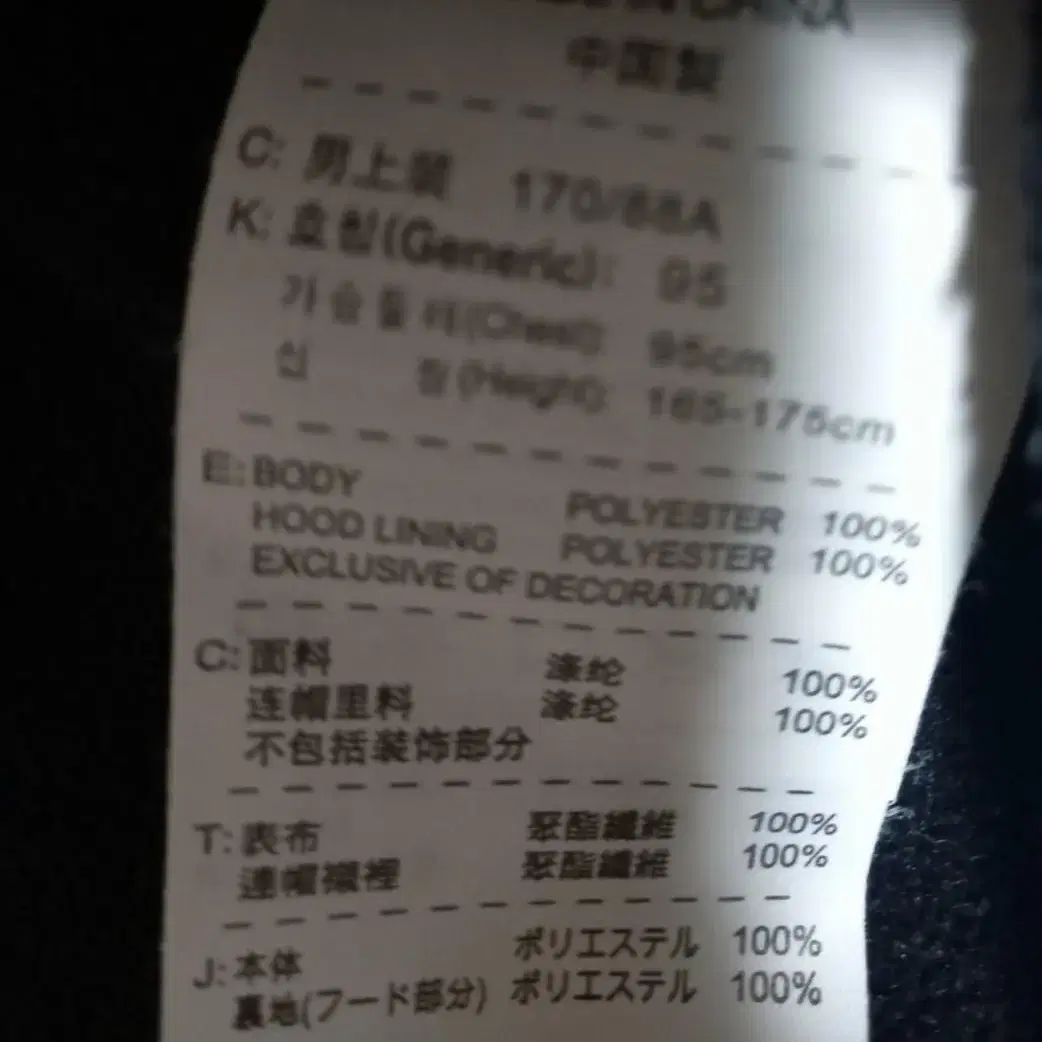 IN CHINA
中国製
C: 男上装 170/88A
K: 호칭(Generic): 95
가슴둘레(Chest): 95cm
신 장(Height): 165-175cm
E: BODY POLYESTER 100%
HOOD LINING POLYESTER 100%
EXCLUSIVE OF DECORATION
C: 面料 涤纶 100%
连帽里料 涤纶 100%
不包括装饰部分
T: 表布 聚酯纖維 100%
連帽襯裡 聚酯纖維 100%
J: 本体 ポリエステル 100%
裏地(フード部分) ポリエステル 100%